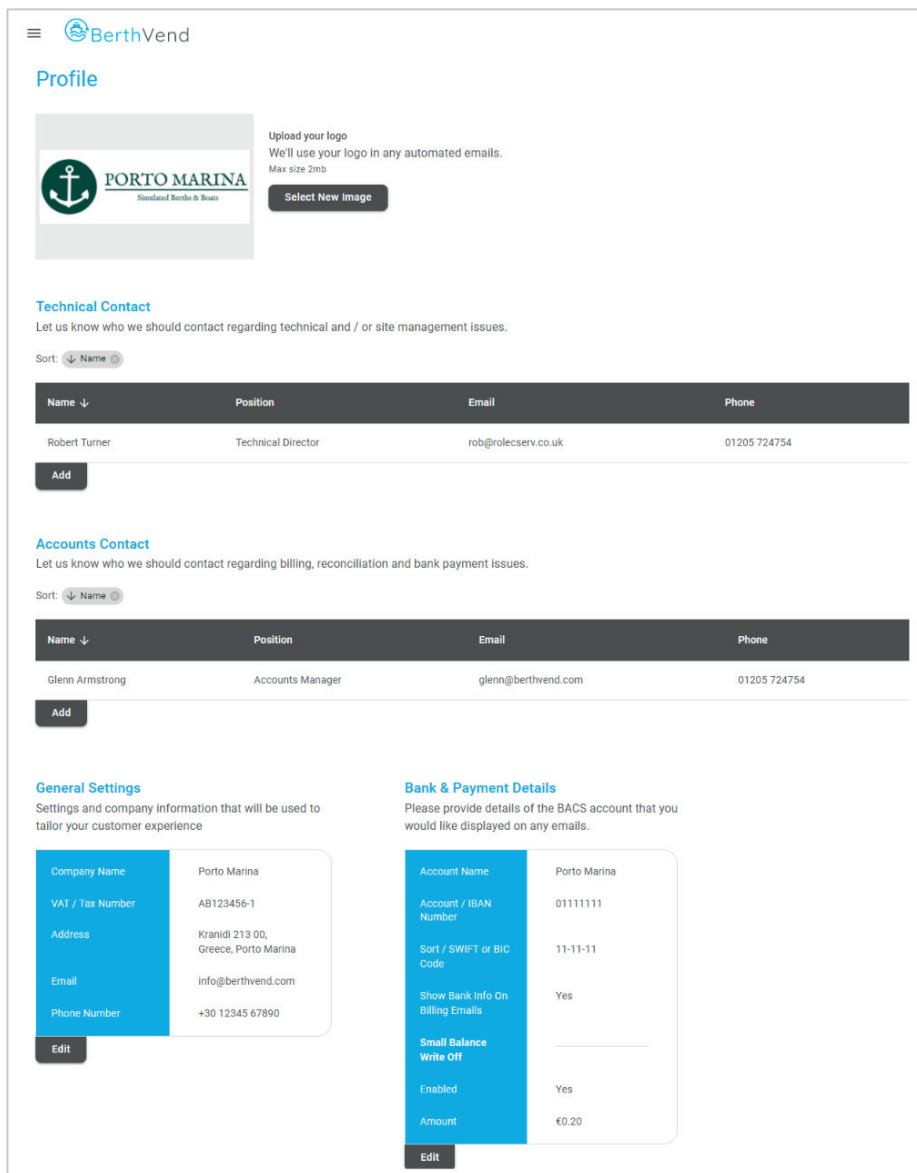 BerthVend
Profile
PORTO MARINA
Simulated Berths & Boats
Upload your logo
We'll use your logo in any automated emails.
Max size 2mb
Select New Image
Technical Contact
Let us know who we should contact regarding technical and / or site management issues.
Sort: ↓ Name
Name ↓ Position Email Phone
Robert Turner Technical Director rob@rolecserv.co.uk 01205 724754
Add
Accounts Contact
Let us know who we should contact regarding billing, reconciliation and bank payment issues.
Sort: ↓ Name
Name ↓ Position Email Phone
Glenn Armstrong Accounts Manager glenn@berthvend.com 01205 724754
Add
General Settings
Settings and company information that will be used to
tailor your customer experience
Company Name Porto Marina
VAT / Tax Number AB123456-1
Address Kranidi 213 00,
Greece, Porto Marina
Email info@berthvend.com
Phone Number +30 12345 67890
Edit
Bank & Payment Details
Please provide details of the BACS account that you
would like displayed on any emails.
Account Name Porto Marina
Account / IBAN 01111111
Number
Sort / SWIFT or BIC 11-11-11
Code
Show Bank Info On Yes
Billing Emails
Small Balance
Write Off
Enabled Yes
Amount €0.20
Edit